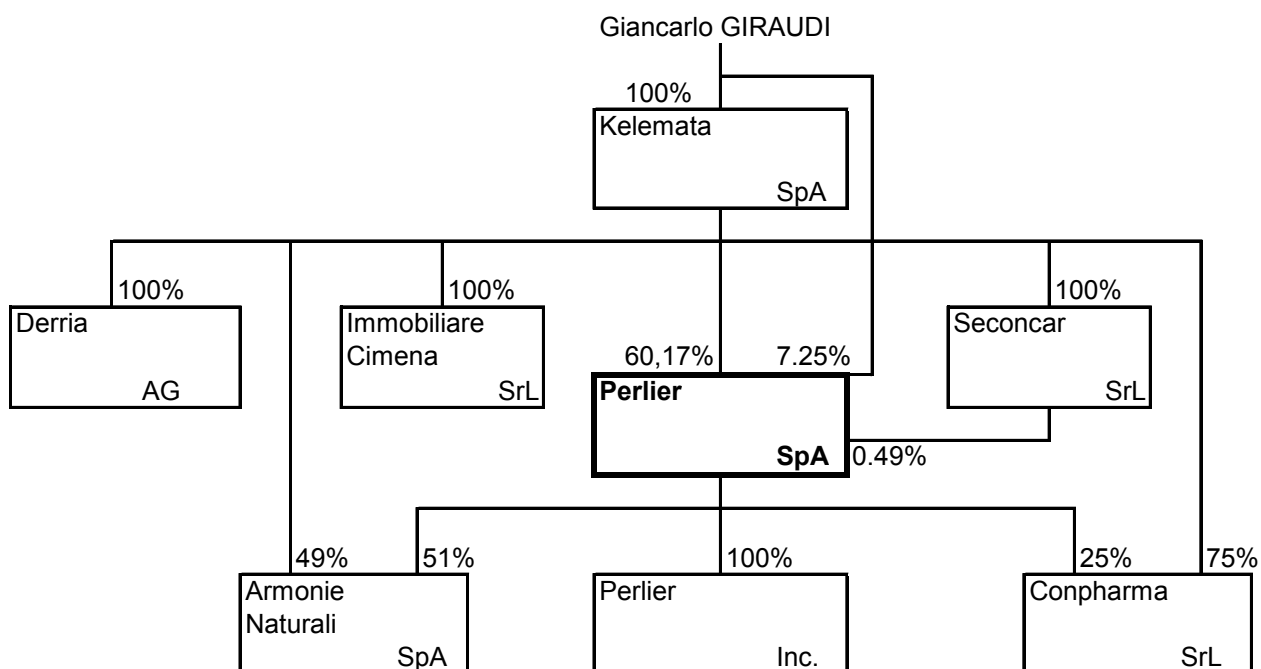 Giancarlo GIRAUDI
100%
Kelemata
SpA
100%
100%
100%
Derria
AG
Immobiliare
Cimena
SrL
Seconcar
SrL
60,17%
7.25%
Perlier
SpA
0.49%
49%
51%
100%
25%
75%
Armonie
Naturali
SpA
Perlier
Inc.
Conpharma
SrL